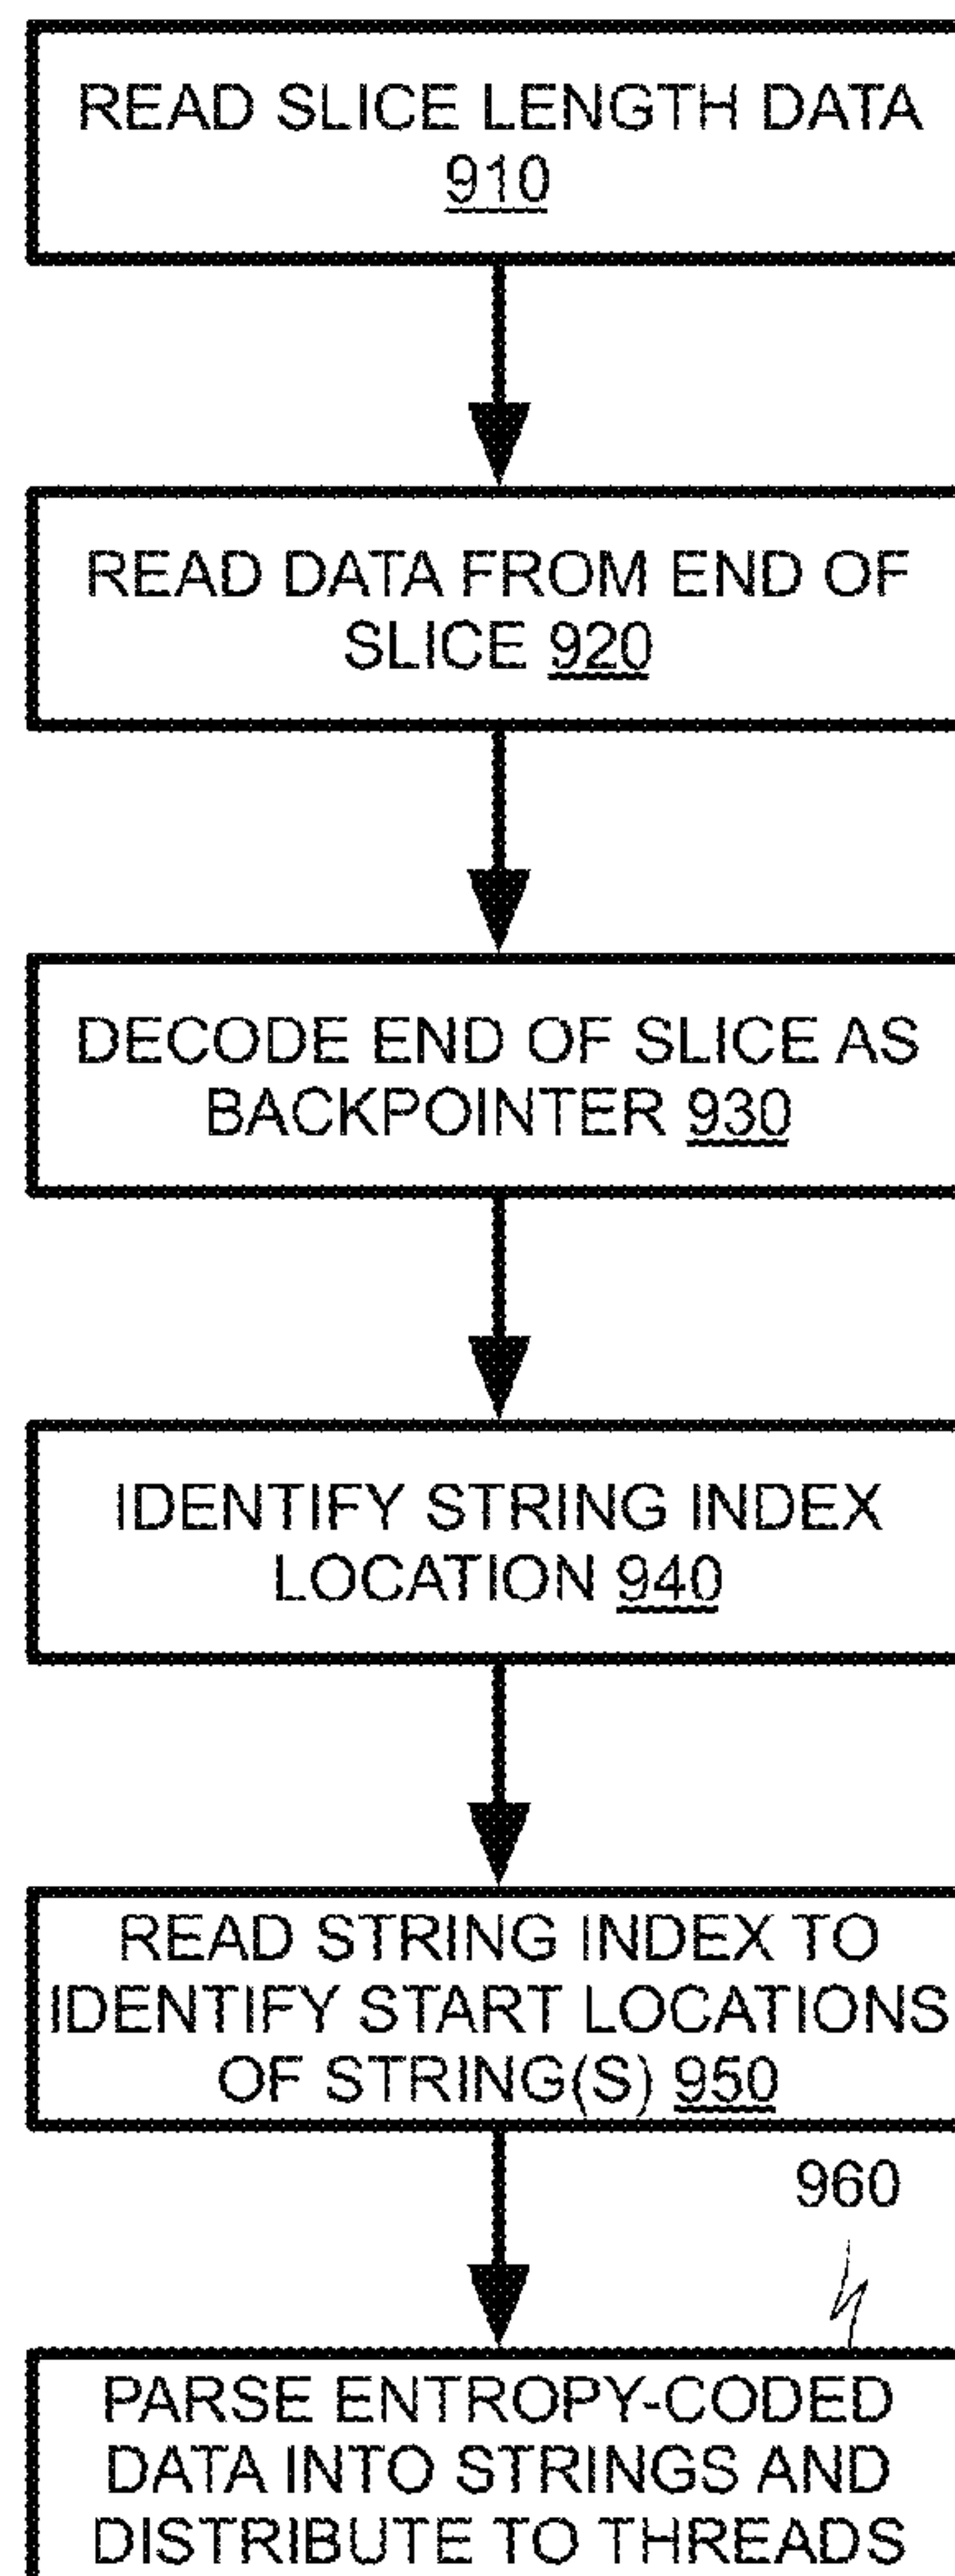 READ SLICE LENGTH DATA
910
READ DATA FROM END OF
SLICE 920
DECODE END OF SLICE AS
BACKPOINTER 930
IDENTIFY STRING INDEX
LOCATION 940
READ STRING INDEX TO
IDENTIFY START LOCATIONS
OF STRING(S) 950
960
PARSE ENTROPY-CODED
DATA INTO STRINGS AND
DISTRIBUTE TO THREADS